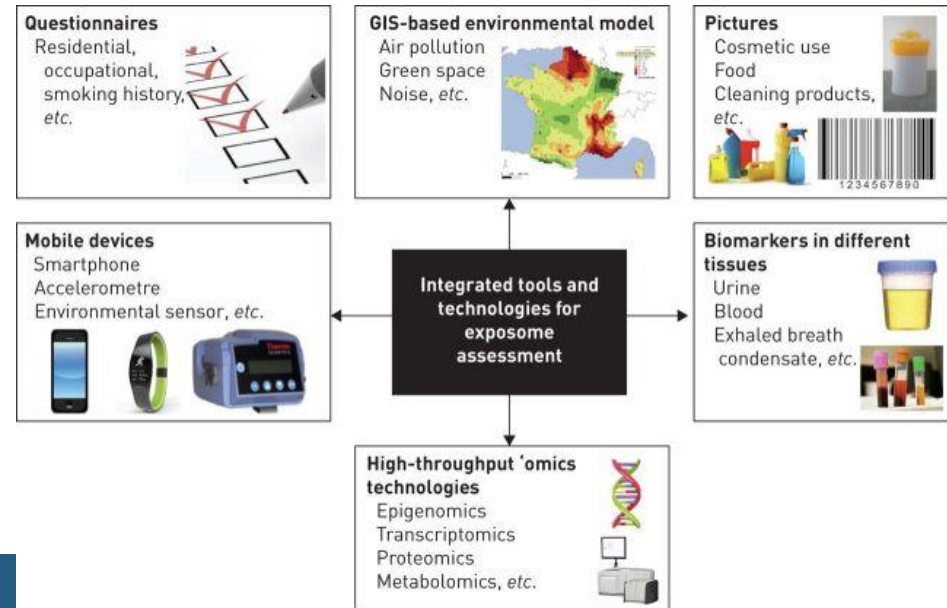 Questionnaires
Residential,
occupational,
smoking history,
etc.
GIS-based environmental model
Air pollution
Green space
Noise, etc.
Pictures
Cosmetic use
Food
Cleaning products,
etc.
1234567890
Mobile devices
Smartphone
Accelerometre
Environmental sensor, etc.
Thermo
SCIENTIFIC
Integrated tools and
technologies for
exposome
assessment
Biomarkers in different
tissues
Urine
Blood
Exhaled breath
condensate, etc.
High-throughput ‘omics
technologies
Epigenomics
Transcriptomics
Proteomics
Metabolomics, etc.